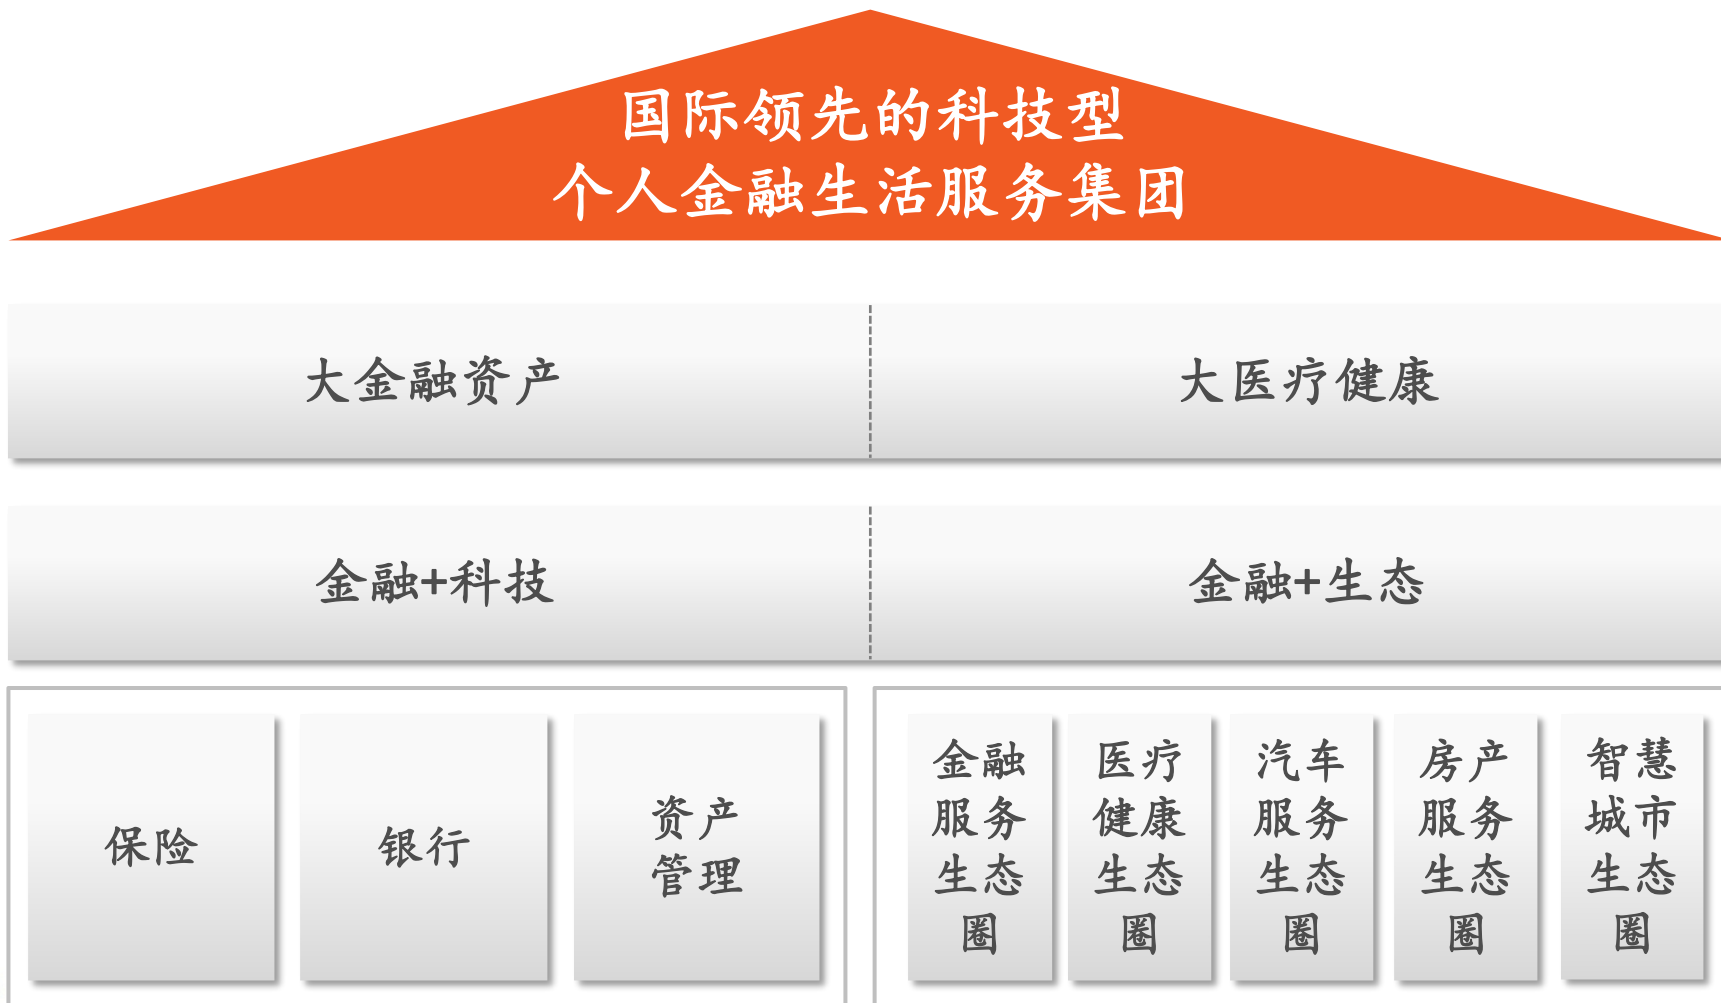 国际领先的科技型
个人金融生活服务集团
大金融资产
大医疗健康
金融+科技
金融+生态
保险
银行
资产
管理
金融
服务
生态
圈
医疗
健康
生态
圈
汽车
服务
生态
圈
房产
服务
生态
圈
智慧
城市
生态
圈